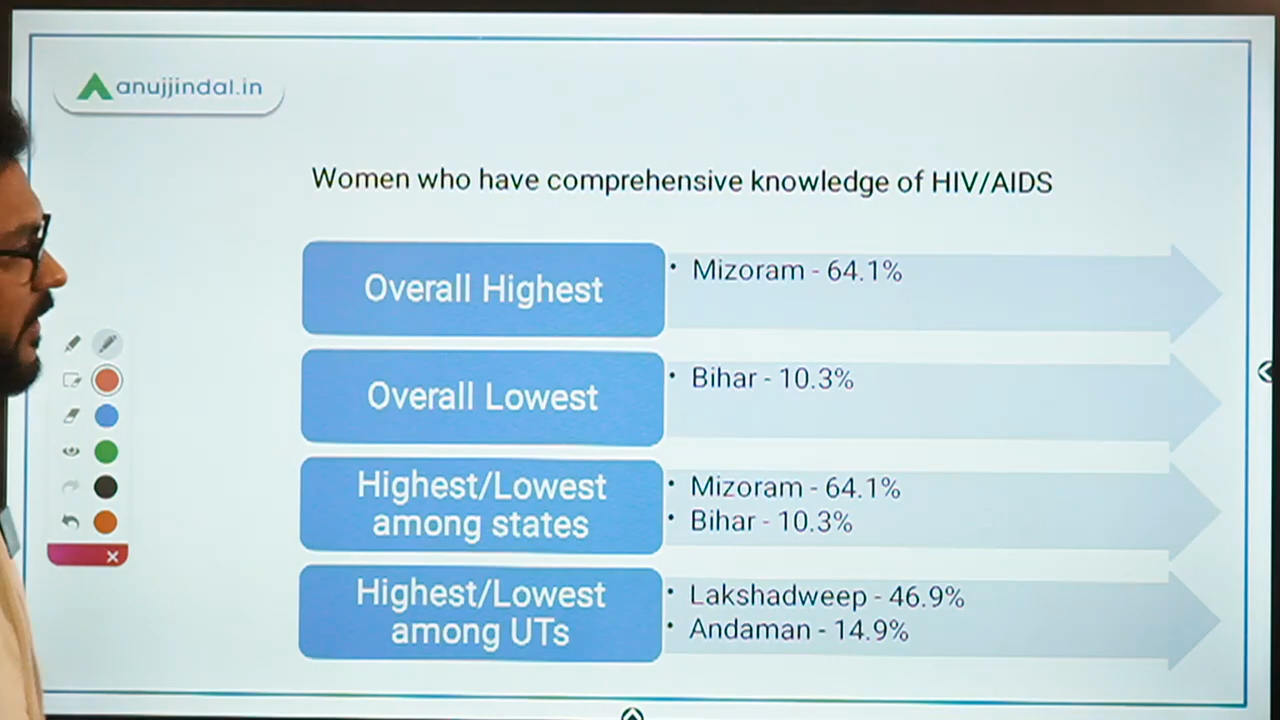 anujjindal.in
Women who have comprehensive knowledge of HIV/AIDS
Overall Highest
• Mizoram - 64.1%
Overall Lowest
• Bihar - 10.3%
Highest/Lowest
among states
• Mizoram - 64.1%
• Bihar - 10.3%
Highest/Lowest
among UTs
• Lakshadweep - 46.9%
• Andaman - 14.9%